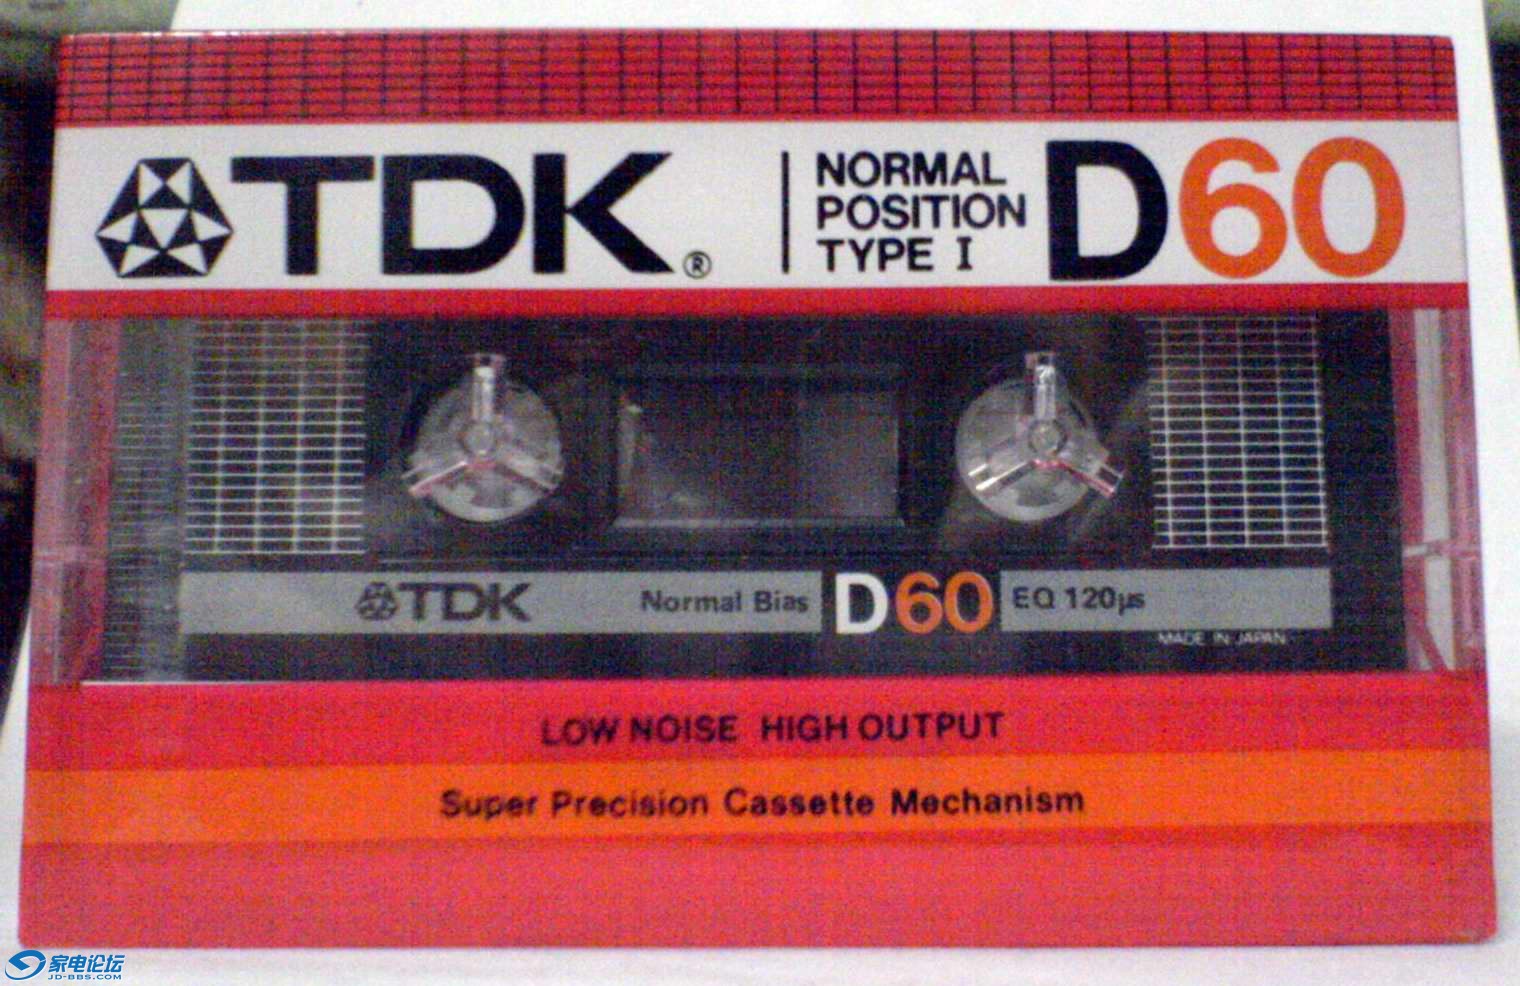 TDK®
NORMAL
POSITION
TYPE I
D60
TDK
Normal Bias
D60
EQ 120µs
MADE IN JAPAN
LOW NOISE HIGH OUTPUT
Super Precision Cassette Mechanism
家电论坛
JD-BBS.COM